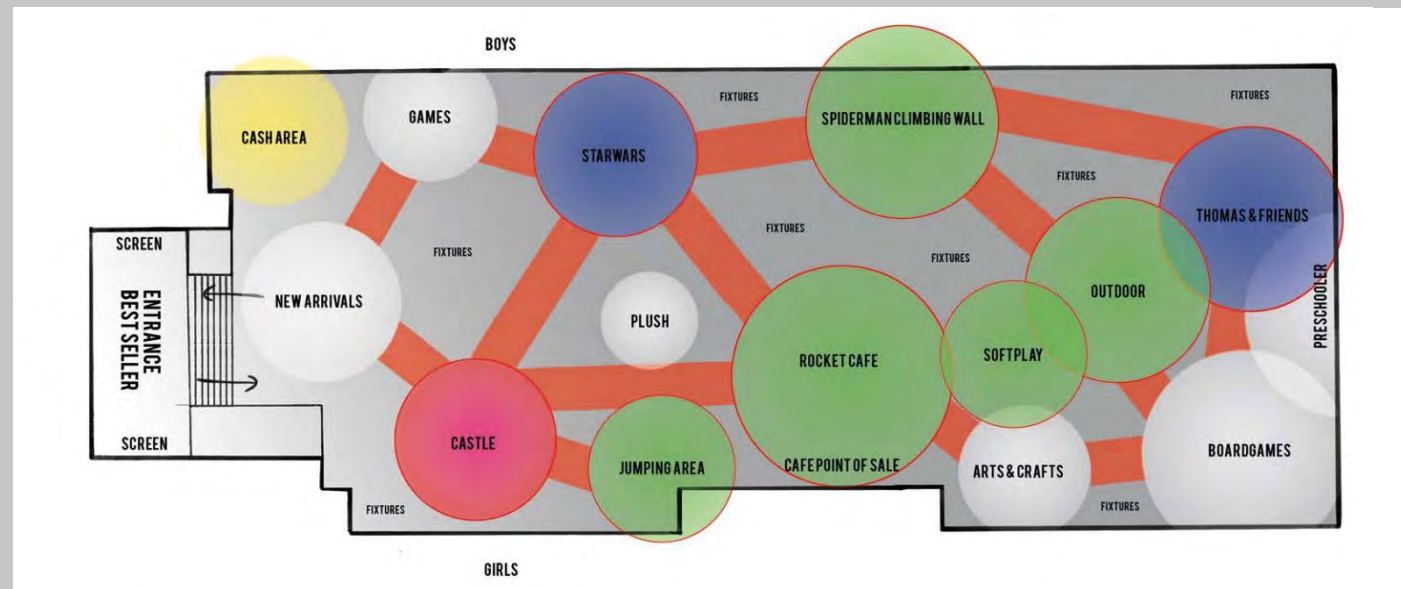 BOYS
CASH AREA
GAMES
STARWARS
FIXTURES
SPIDERMAN CLIMBING WALL
FIXTURES
FIXTURES
THOMAS & FRIENDS
SCREEN
FIXTURES
FIXTURES
FIXTURES
ENTRANCE
BEST SELLER
NEW ARRIVALS
PLUSH
OUTDOOR
PRESCHOOLER
ROCKET CAFE
SOFTPLAY
SCREEN
CASTLE
JUMPING AREA
CAFE POINT OF SALE
ARTS & CRAFTS
BOARDGAMES
FIXTURES
FIXTURES
GIRLS